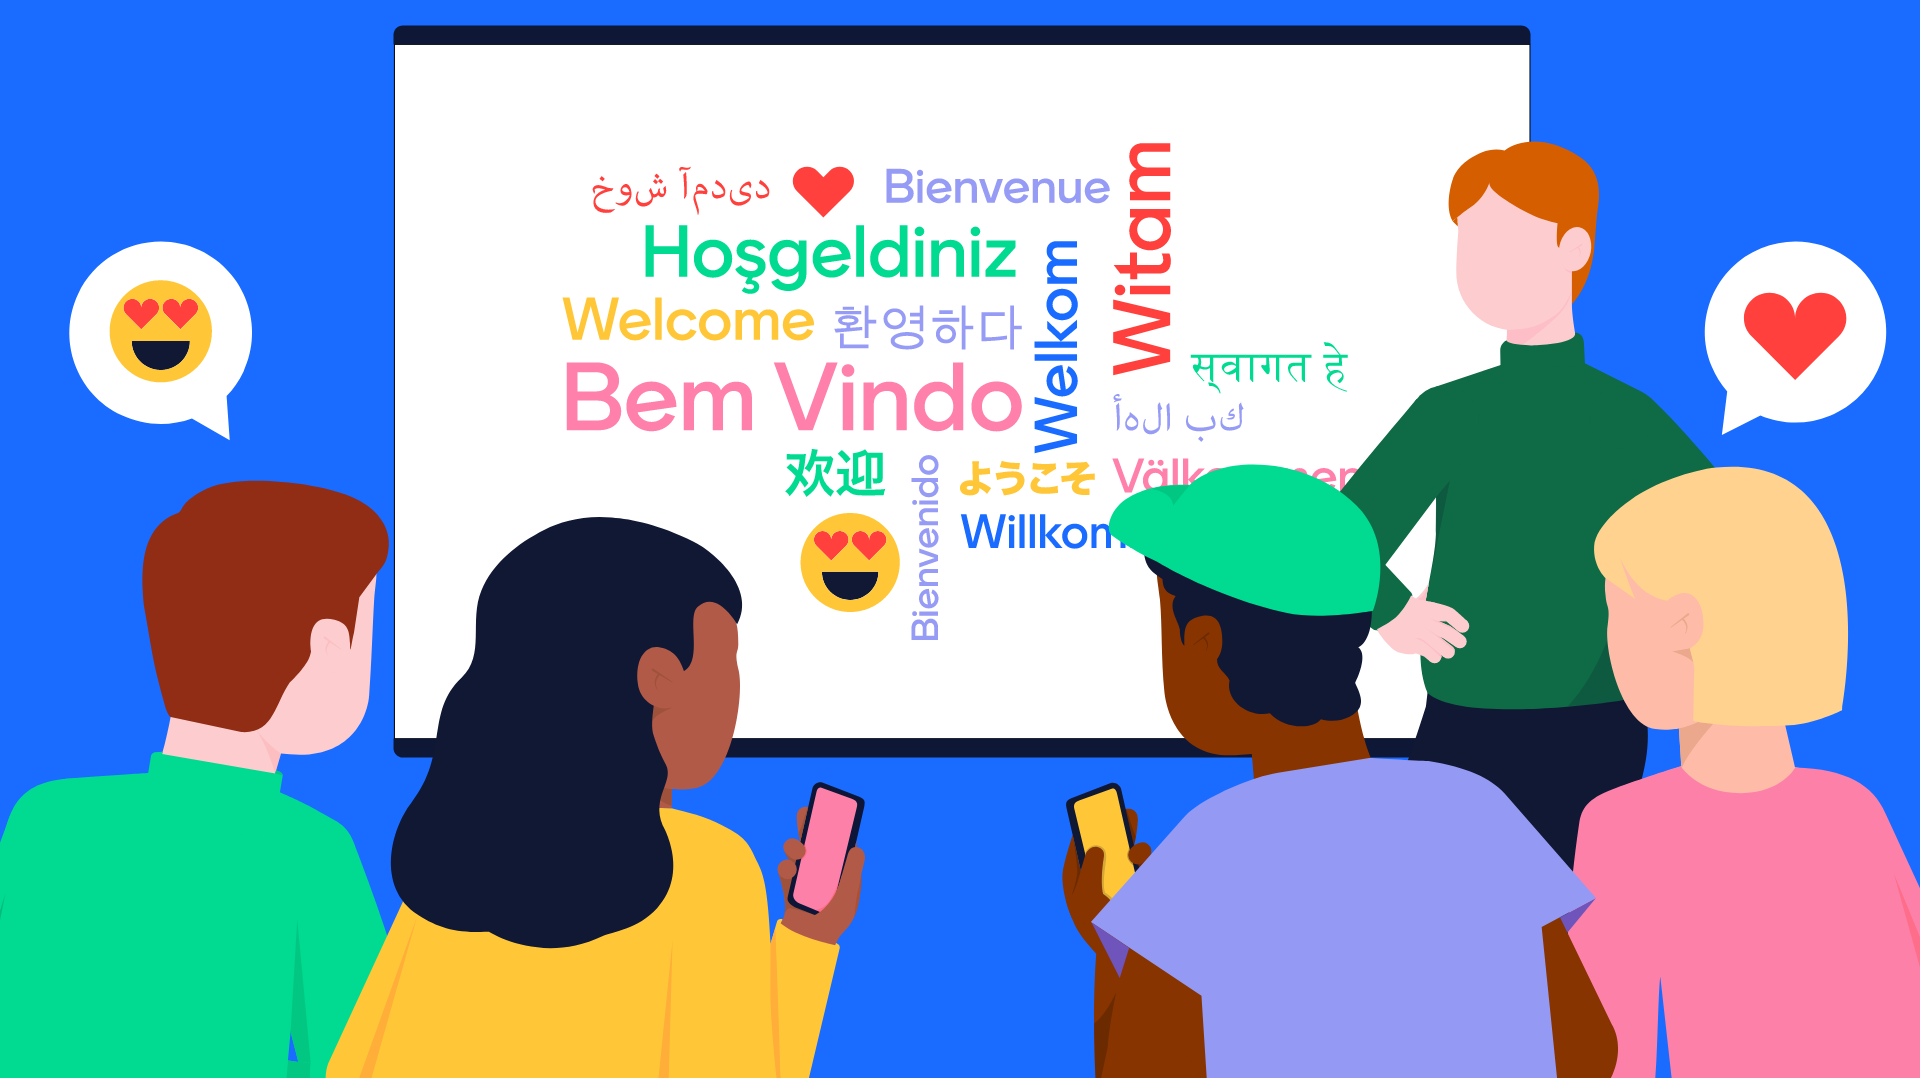 خوش آمدید
Bienvenue
Witam
Hoşgeldiniz
Welkom
Welcome
환영하다
स्वागत हे
Bem Vindo
أهلا بك
欢迎
Bienvenido
ようこそ